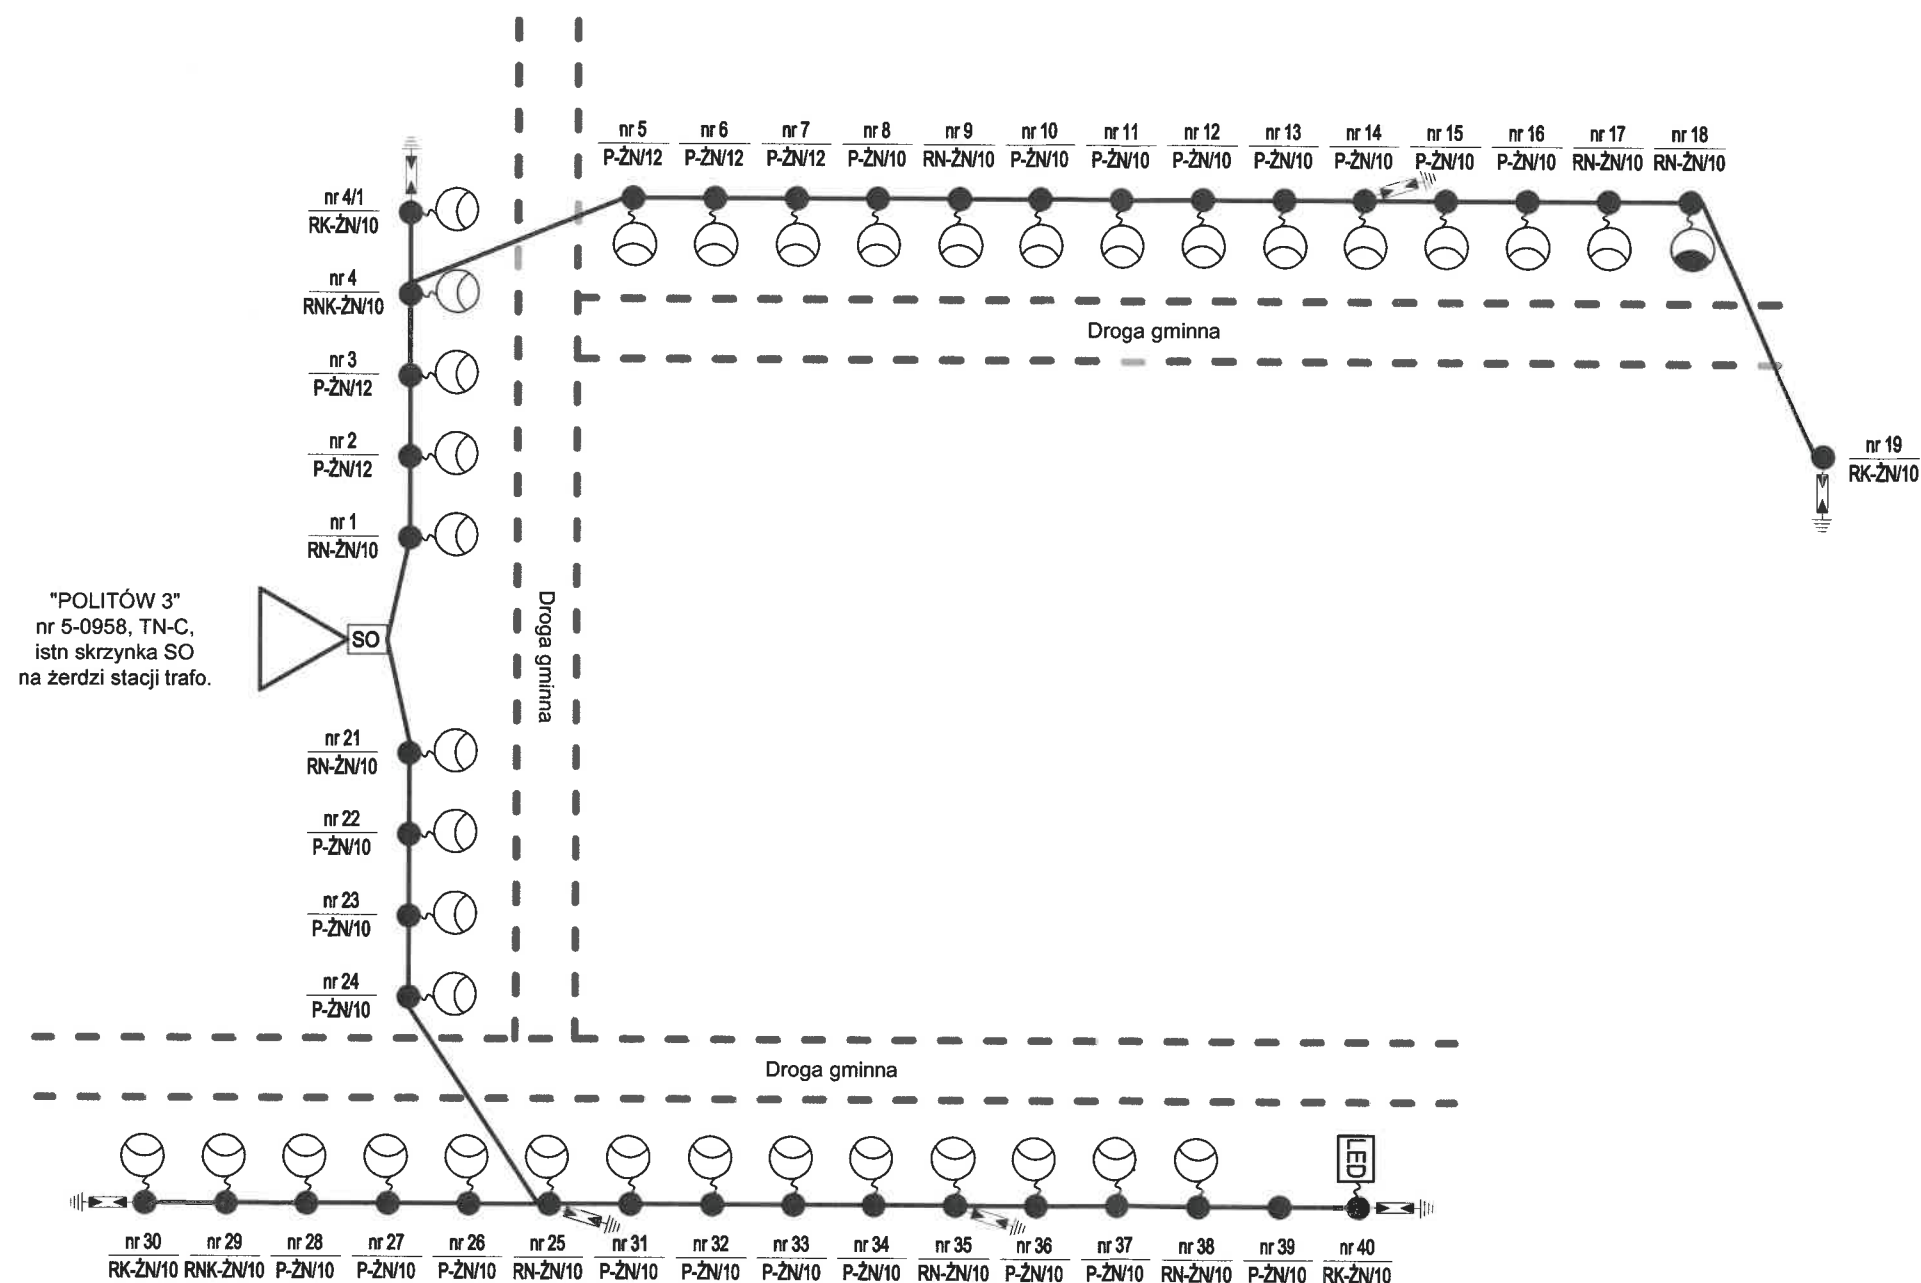 nr 5
P-ŻN/12
nr 6
P-ŻN/12
nr 7
P-ŻN/12
nr 8
P-ŻN/10
nr 9
RN-ŻN/10
nr 10
P-ŻN/10
nr 11
P-ŻN/10
nr 12
P-ŻN/10
nr 13
P-ŻN/10
nr 14
P-ŻN/10
nr 15
P-ŻN/10
nr 16
P-ŻN/10
nr 17
RN-ŻN/10
nr 18
RN-ŻN/10
nr 4/1
RK-ŻN/10
nr 4
RNK-ŻN/10
Droga gminna
nr 3
P-ŻN/12
nr 2
P-ŻN/12
nr 19
RK-ŻN/10
nr 1
RN-ŻN/10
"POLITÓW 3"
nr 5-0958, TN-C,
istn skrzynka SO
na żerdzi stacji trafo.
SO
Droga gminna
nr 21
RN-ŻN/10
nr 22
P-ŻN/10
nr 23
P-ŻN/10
nr 24
P-ŻN/10
Droga gminna
LED
nr 30
RK-ŻN/10
nr 29
RNK-ŻN/10
nr 28
P-ŻN/10
nr 27
P-ŻN/10
nr 26
P-ŻN/10
nr 25
RN-ŻN/10
nr 31
P-ŻN/10
nr 32
P-ŻN/10
nr 33
P-ŻN/10
nr 34
P-ŻN/10
nr 35
RN-ŻN/10
nr 36
P-ŻN/10
nr 37
P-ŻN/10
nr 38
RN-ŻN/10
nr 39
P-ŻN/10
nr 40
RK-ŻN/10